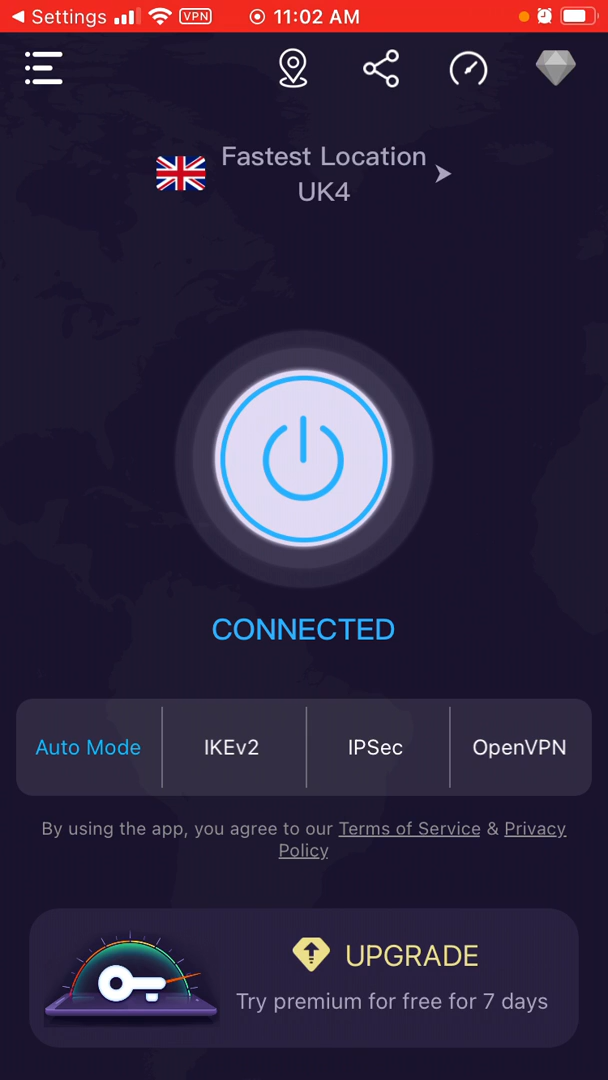 Settings VPN 11:02 AM
Fastest Location
UK4
CONNECTED
Auto Mode IKEv2 IPSec OpenVPN
By using the app, you agree to our Terms of Service & Privacy
Policy
UPGRADE
Try premium for free for 7 days